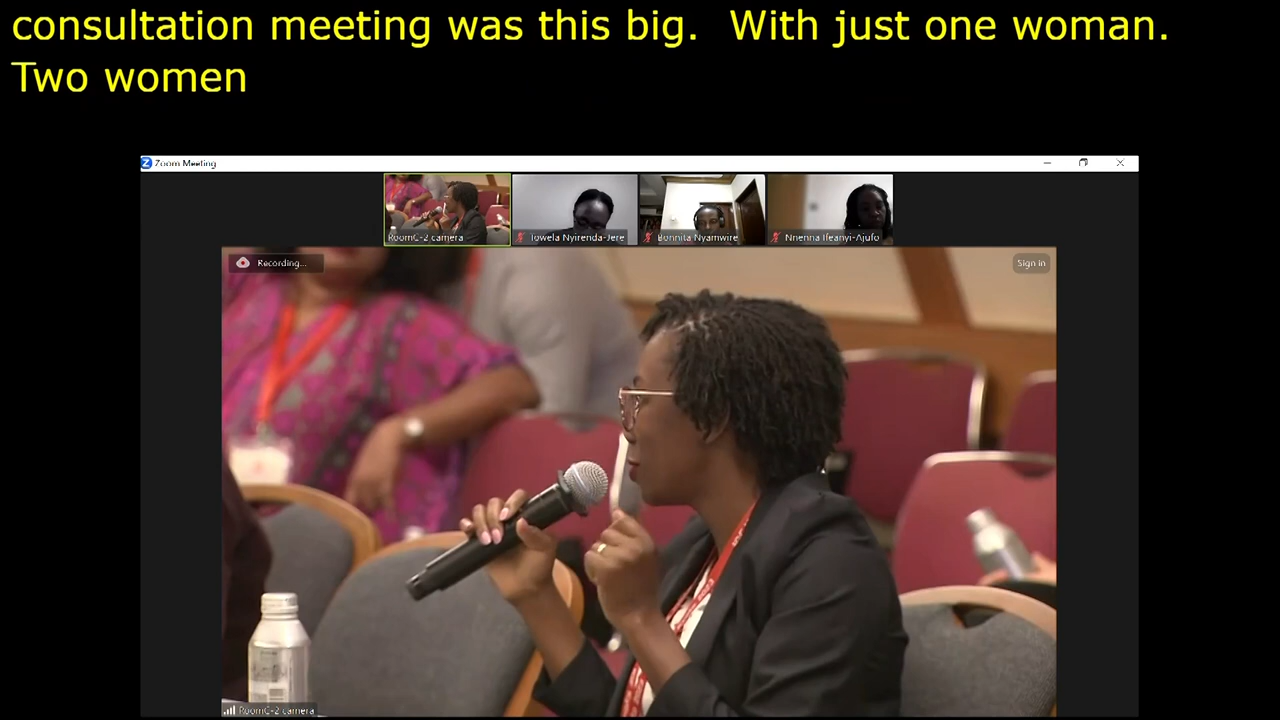 consultation meeting was this big.  With just one woman.
Two women
Zoom Meeting
RoomC-2 camera
Towela Nyirenda-Jere
Bonnita Nyamwire
Nnenna Ifeanyi-Ajufo
Recording...
Sign in
RoomC-2 camera